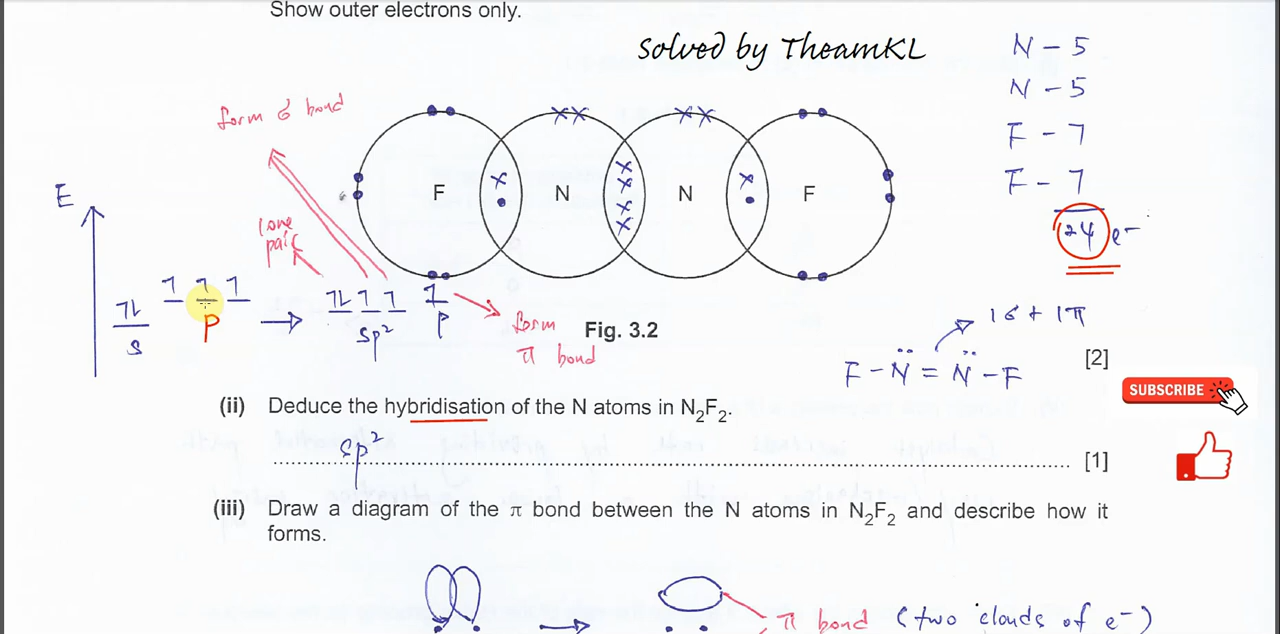 Show outer electrons only.
Solved by TheamKL
N - 5
N - 5
F - 7
F - 7
24 e-
form σ bond
F N N F
E
lone pair
s p sp² p
form π bond
Fig. 3.2
1σ + 1π
F - N̈ = N̈ - F
[2]
SUBSCRIBE
(ii) Deduce the hybridisation of the N atoms in N₂F₂.
sp²
[1]
(iii) Draw a diagram of the π bond between the N atoms in N₂F₂ and describe how it
forms.
π bond (two clouds of e-)